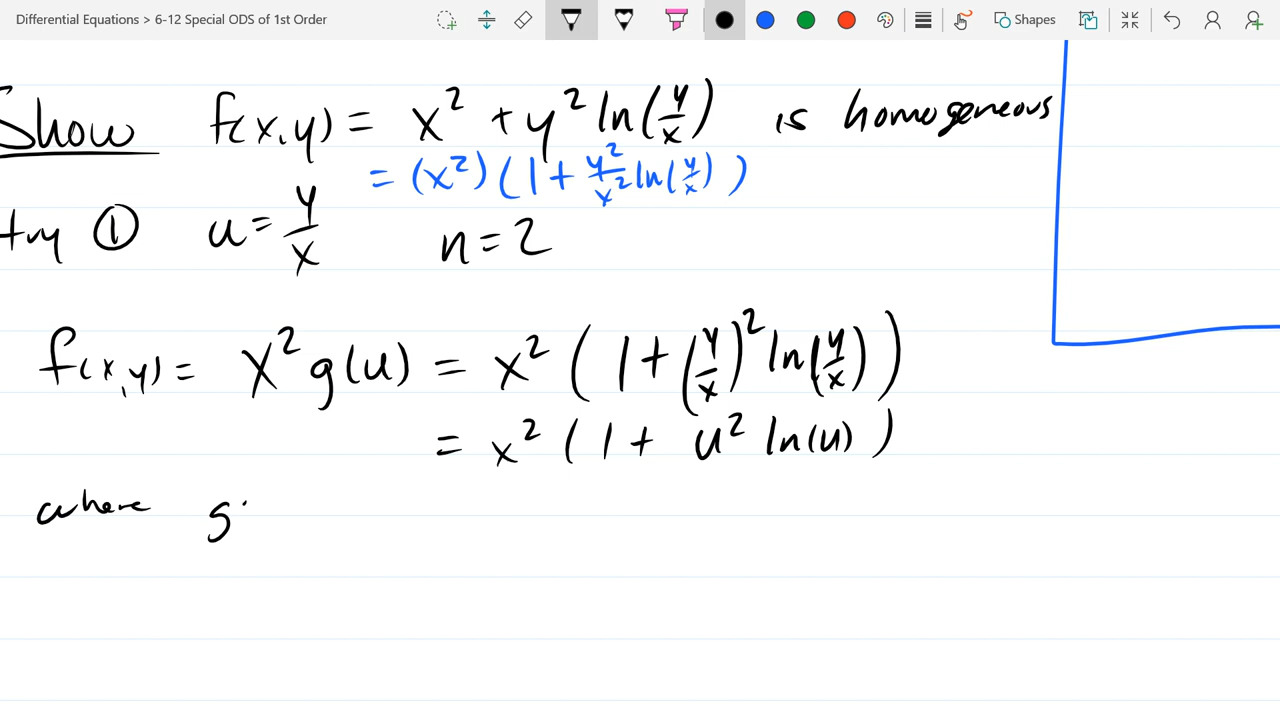 Differential Equations > 6-12 Special ODS of 1st Order
Shapes
Show f(x,y) = x² + y² ln(y/x) is homogeneous
= (x²)(1 + y²/x² ln(y/x))
try ① u = y/x n = 2
f(x,y) = x² g(u) = x² (1 + (y/x)² ln(y/x))
= x² (1 + u² ln(u))
where g